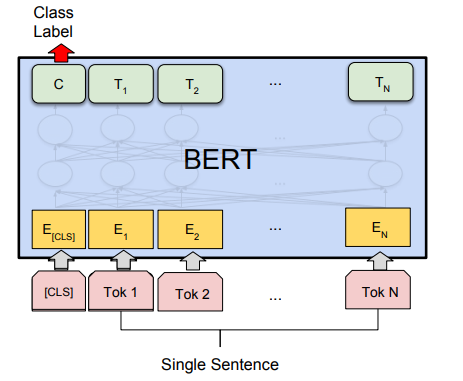 Class
Label
C T1 T2 ... TN
...
BERT
...
E[CLS] E1 E2 ... EN
[CLS] Tok 1 Tok 2 ... Tok N
Single Sentence